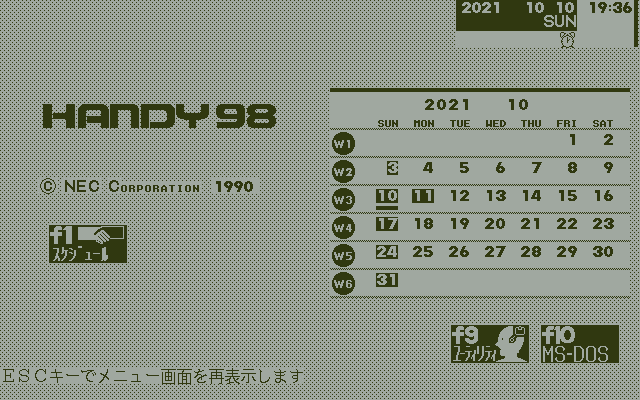 2021 10 10 19:36
SUN
HANDY98
2021 10
SUN MON TUE WED THU FRI SAT
W1 1 2
W2 3 4 5 6 7 8 9
© NEC CORPORATION 1990
W3 10 11 12 13 14 15 16
W4 17 18 19 20 21 22 23
f1
スケジュール
W5 24 25 26 27 28 29 30
W6 31
f9
ユーティリティ
f10
MS-DOS
ESCキーでメニュー画面を再表示します